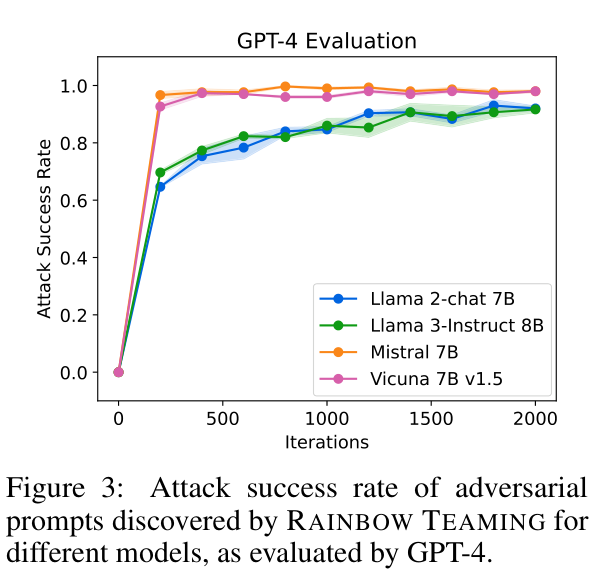 GPT-4 Evaluation
Attack Success Rate
1.0
0.8
0.6
0.4
0.2
0.0
Llama 2-chat 7B
Llama 3-Instruct 8B
Mistral 7B
Vicuna 7B v1.5
0 500 1000 1500 2000
Iterations
Figure 3: Attack success rate of adversarial
prompts discovered by RAINBOW TEAMING for
different models, as evaluated by GPT-4.